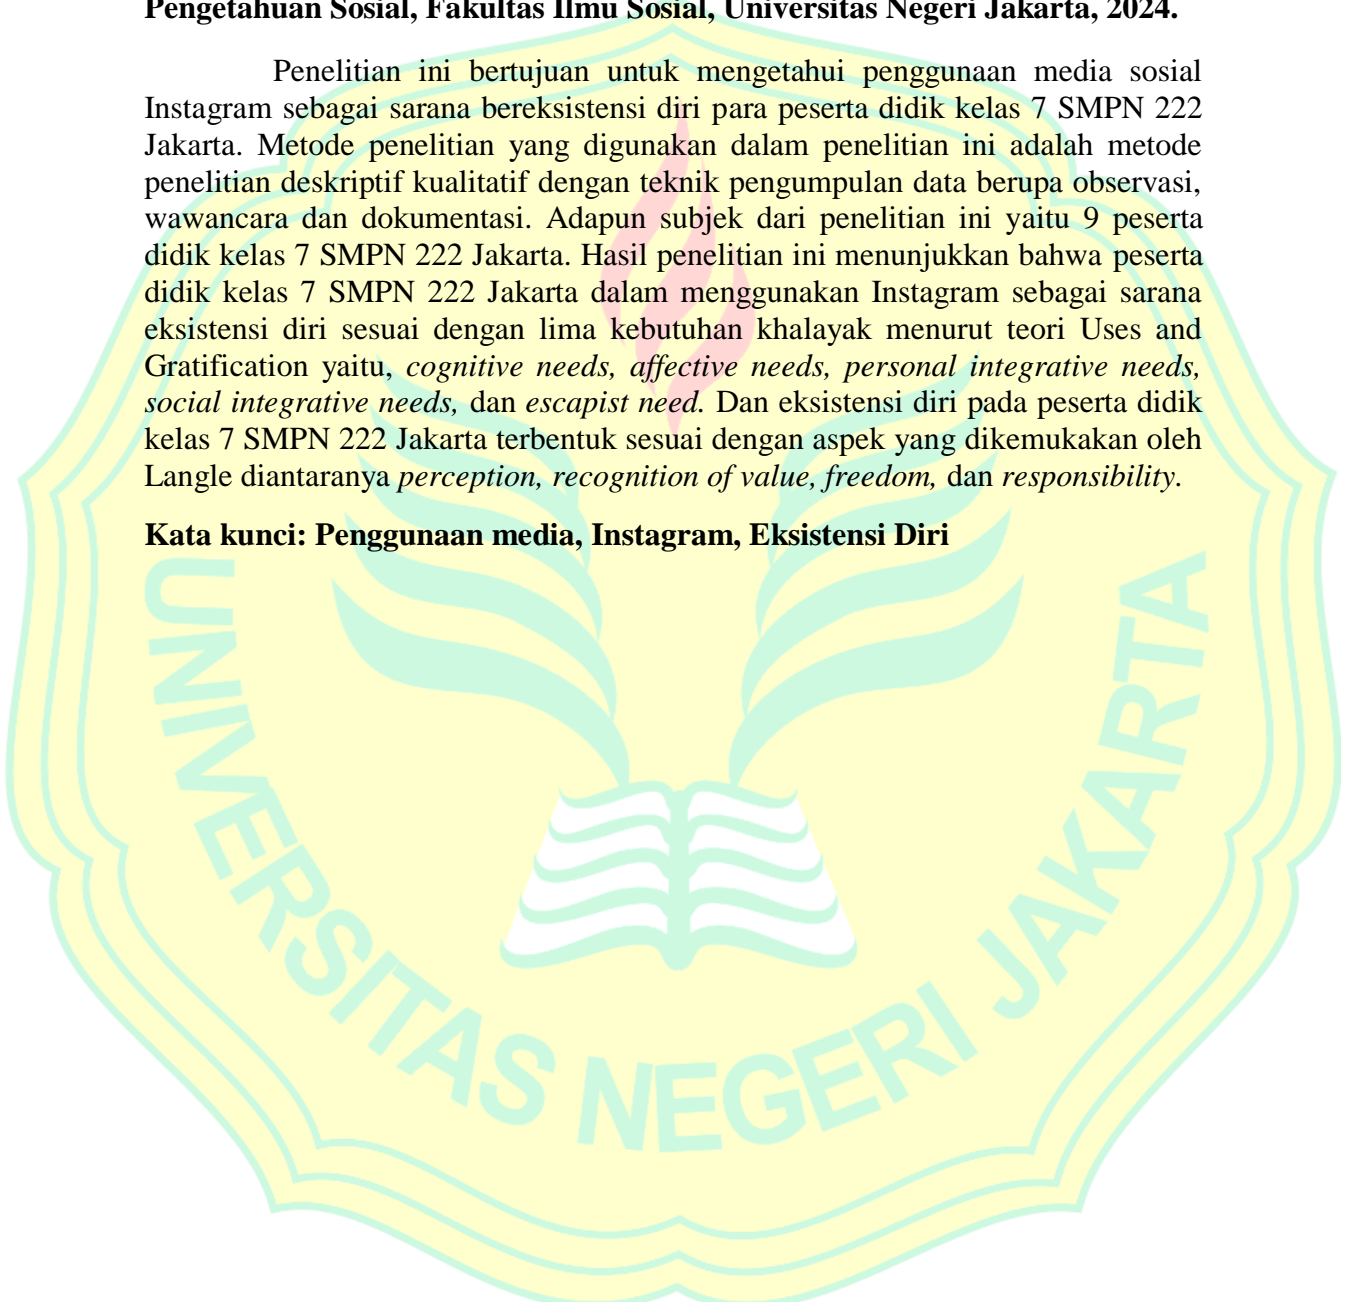 Pengetahuan Sosial, Fakultas Ilmu Sosial, Universitas Negeri Jakarta, 2024.
Penelitian ini bertujuan untuk mengetahui penggunaan media sosial
Instagram sebagai sarana bereksistensi diri para peserta didik kelas 7 SMPN 222
Jakarta. Metode penelitian yang digunakan dalam penelitian ini adalah metode
penelitian deskriptif kualitatif dengan teknik pengumpulan data berupa observasi,
wawancara dan dokumentasi. Adapun subjek dari penelitian ini yaitu 9 peserta
didik kelas 7 SMPN 222 Jakarta. Hasil penelitian ini menunjukkan bahwa peserta
didik kelas 7 SMPN 222 Jakarta dalam menggunakan Instagram sebagai sarana
eksistensi diri sesuai dengan lima kebutuhan khalayak menurut teori Uses and
Gratification yaitu, cognitive needs, affective needs, personal integrative needs,
social integrative needs, dan escapist need. Dan eksistensi diri pada peserta didik
kelas 7 SMPN 222 Jakarta terbentuk sesuai dengan aspek yang dikemukakan oleh
Langle diantaranya perception, recognition of value, freedom, dan responsibility.
Kata kunci: Penggunaan media, Instagram, Eksistensi Diri
UNIVERSITAS NEGERI JAKARTA